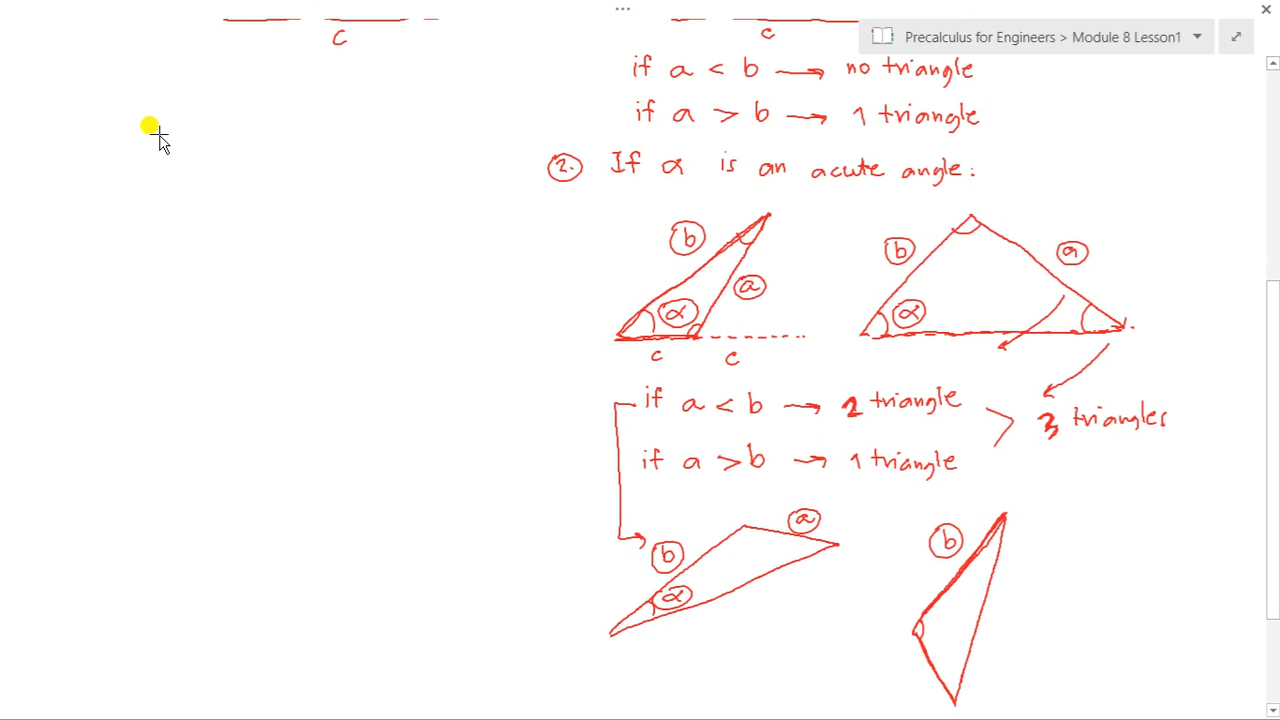 ...
C
c
Precalculus for Engineers > Module 8 Lesson1
if a < b → no triangle
if a > b → 1 triangle
2. If α is an acute angle:
b α a
c c
b α a
if a < b → 2 triangle
if a > b → 1 triangle
3 triangles
b α a
b